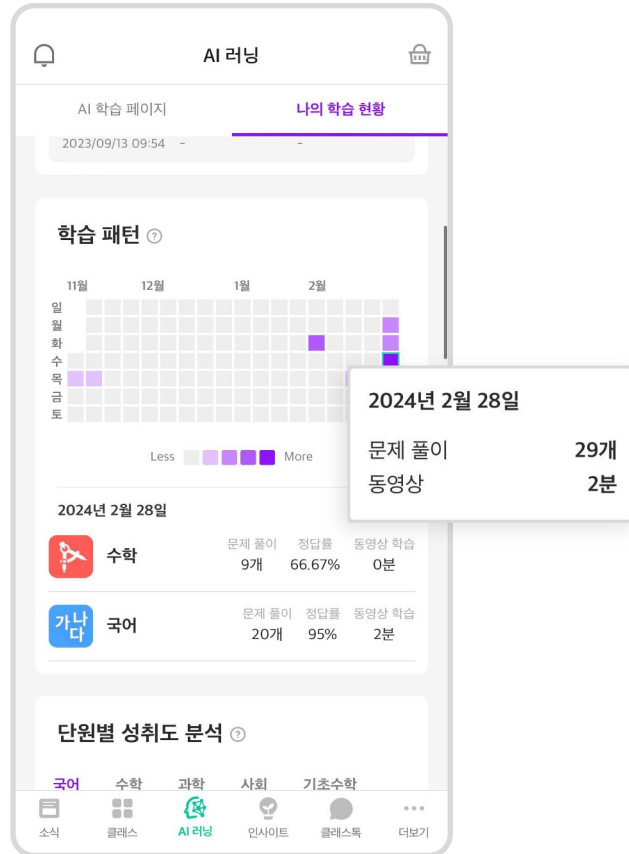 AI 러닝
AI 학습 페이지 나의 학습 현황
2023/09/13 09:54 - -
학습 패턴 ?
11월 12월 1월 2월
일
월
화
수
목
금
토
Less More
2024년 2월 28일
문제 풀이 29개
동영상 2분
2024년 2월 28일
수학
문제 풀이 정답률 동영상 학습
9개 66.67% 0분
국어
문제 풀이 정답률 동영상 학습
20개 95% 2분
가나다
단원별 성취도 분석 ?
국어 수학 과학 사회 기초수학
소식 클래스 AI 러닝 인사이트 클래스톡 더보기